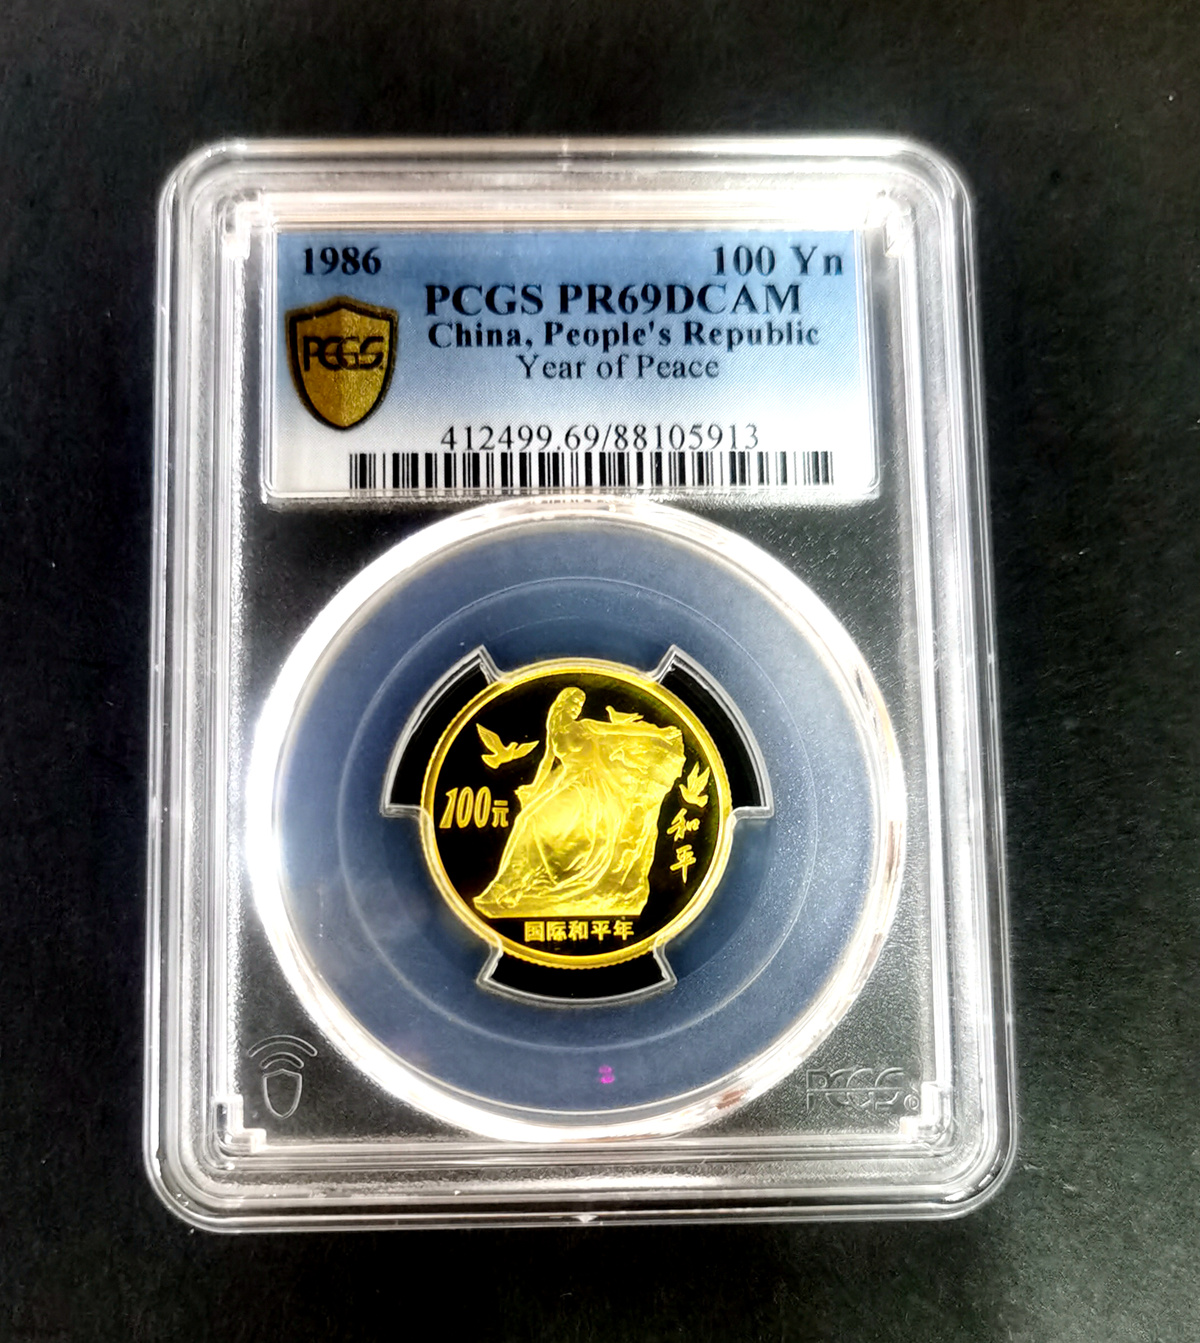 1986 100 Yn
PCGS PR69DCAM
China, People's Republic
Year of Peace
PCGS
412499.69/88105913
100元
和平
国际和平年
PCGS